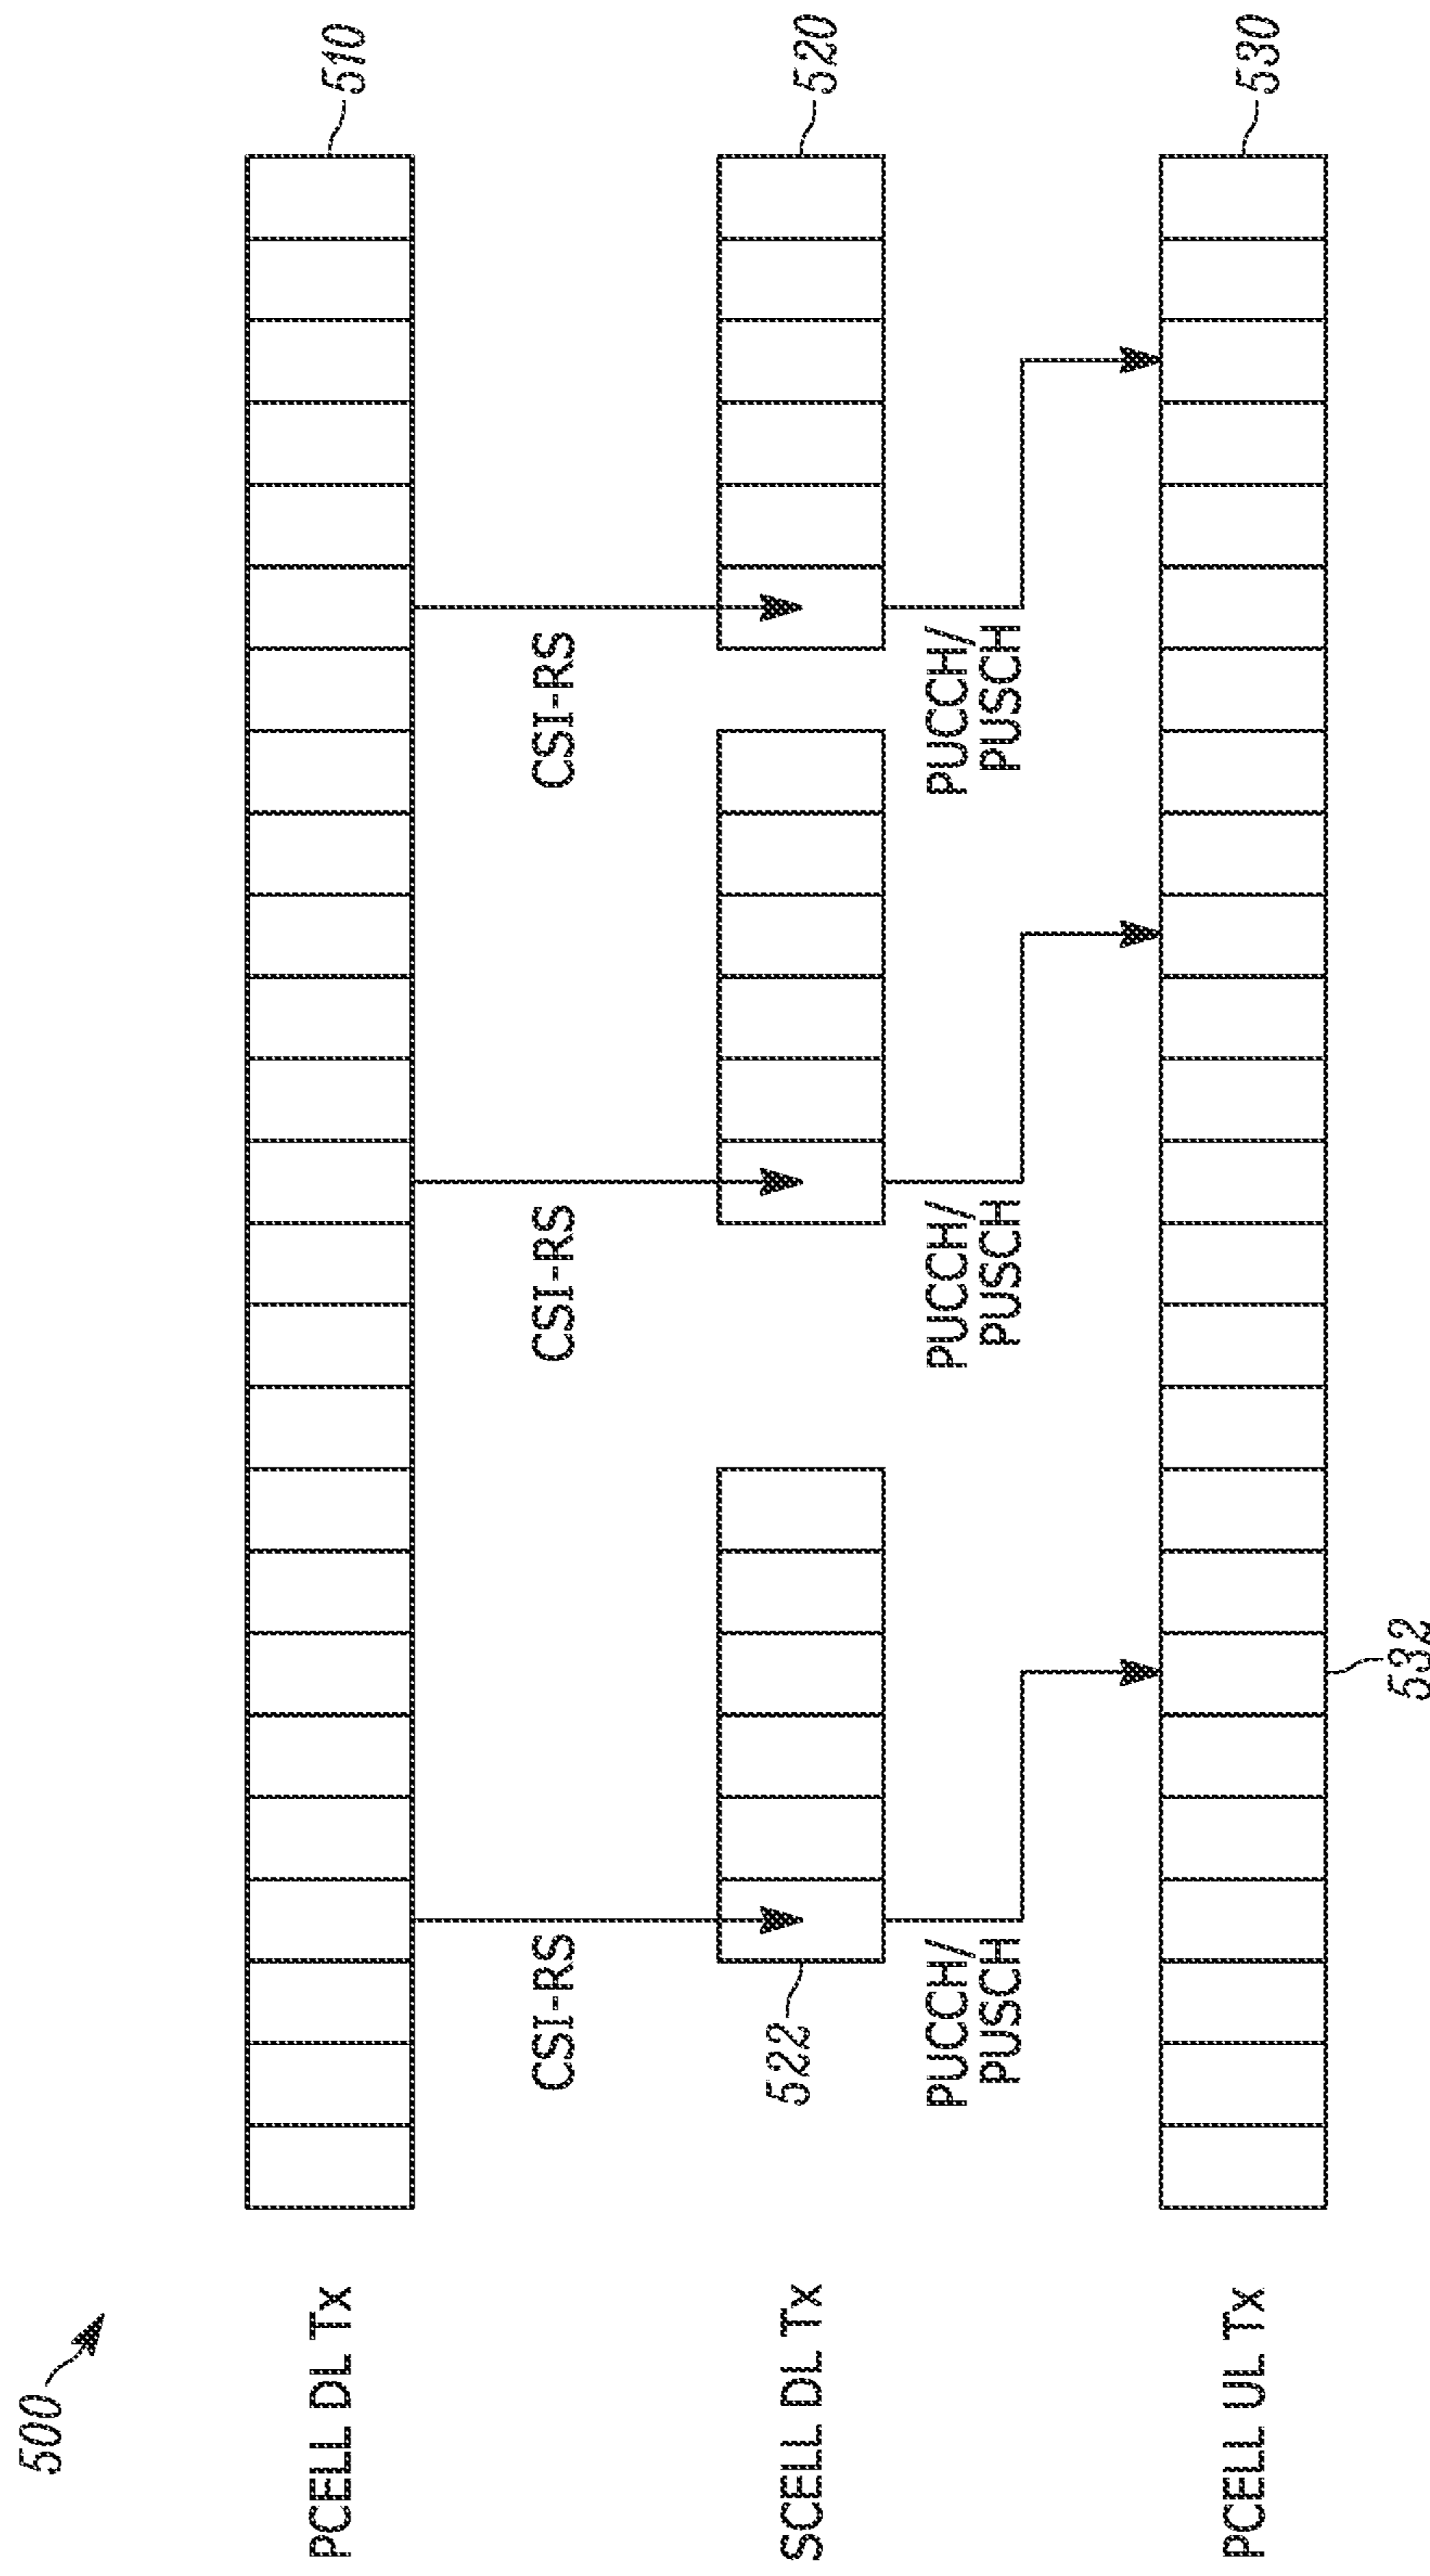 500
PCELL DL Tx
510
CSI-RS
CSI-RS
CSI-RS
SCELL DL Tx
522
520
PUCCH/
PUSCH
PUCCH/
PUSCH
PUCCH/
PUSCH
PCELL UL Tx
530
532